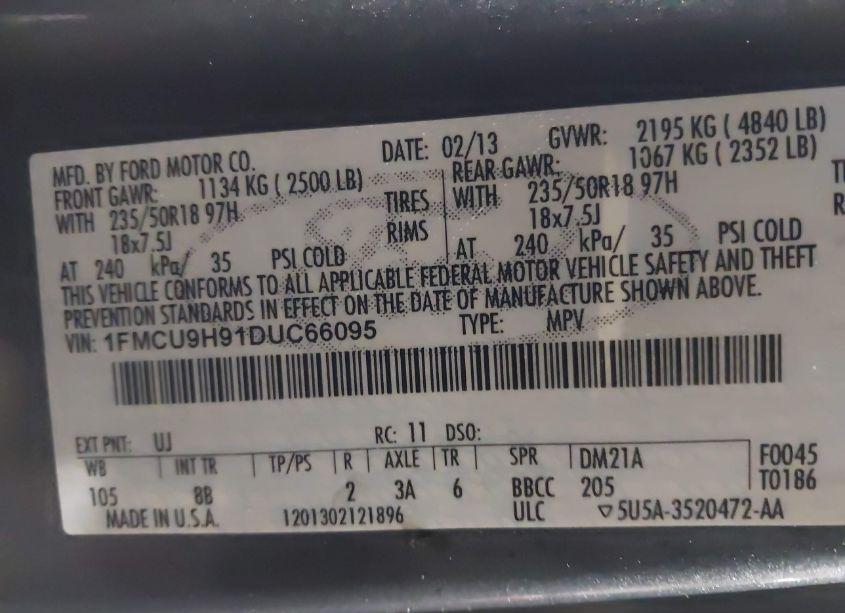 MFD. BY FORD MOTOR CO. DATE: 02/13 GVWR: 2195 KG ( 4840 LB)
FRONT GAWR: 1134 KG ( 2500 LB) REAR GAWR: 1067 KG ( 2352 LB)
WITH 235/50R18 97H TIRES WITH 235/50R18 97H
18x7.5J RIMS 18x7.5J
AT 240 kPa/ 35 PSI COLD AT 240 kPa/ 35 PSI COLD
THIS VEHICLE CONFORMS TO ALL APPLICABLE FEDERAL MOTOR VEHICLE SAFETY AND THEFT
PREVENTION STANDARDS IN EFFECT ON THE DATE OF MANUFACTURE SHOWN ABOVE.
VIN: 1FMCU9H91DUC66095 TYPE: MPV
EXT PNT: UJ RC: 11 DSO:
WB INT TR TP/PS R AXLE TR SPR DM21A F0045
105 8B 2 3A 6 BBCC 205 T0186
MADE IN U.S.A. 1201302121896 ULC ▽5U5A-3520472-AA